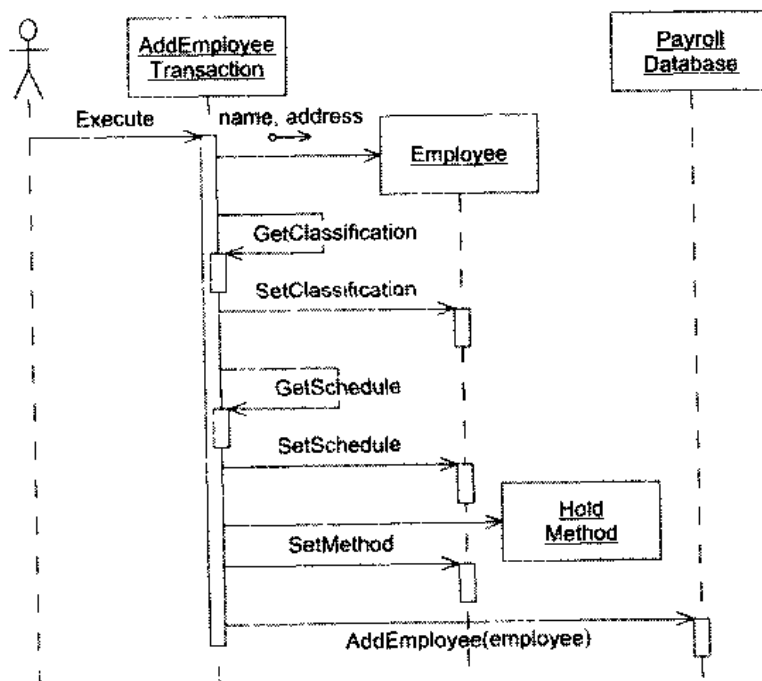 AddEmployee
Transaction
Payroll
Database
Execute
name, address
Employee
GetClassification
SetClassification
GetSchedule
SetSchedule
Hold
Method
SetMethod
AddEmployee(employee)